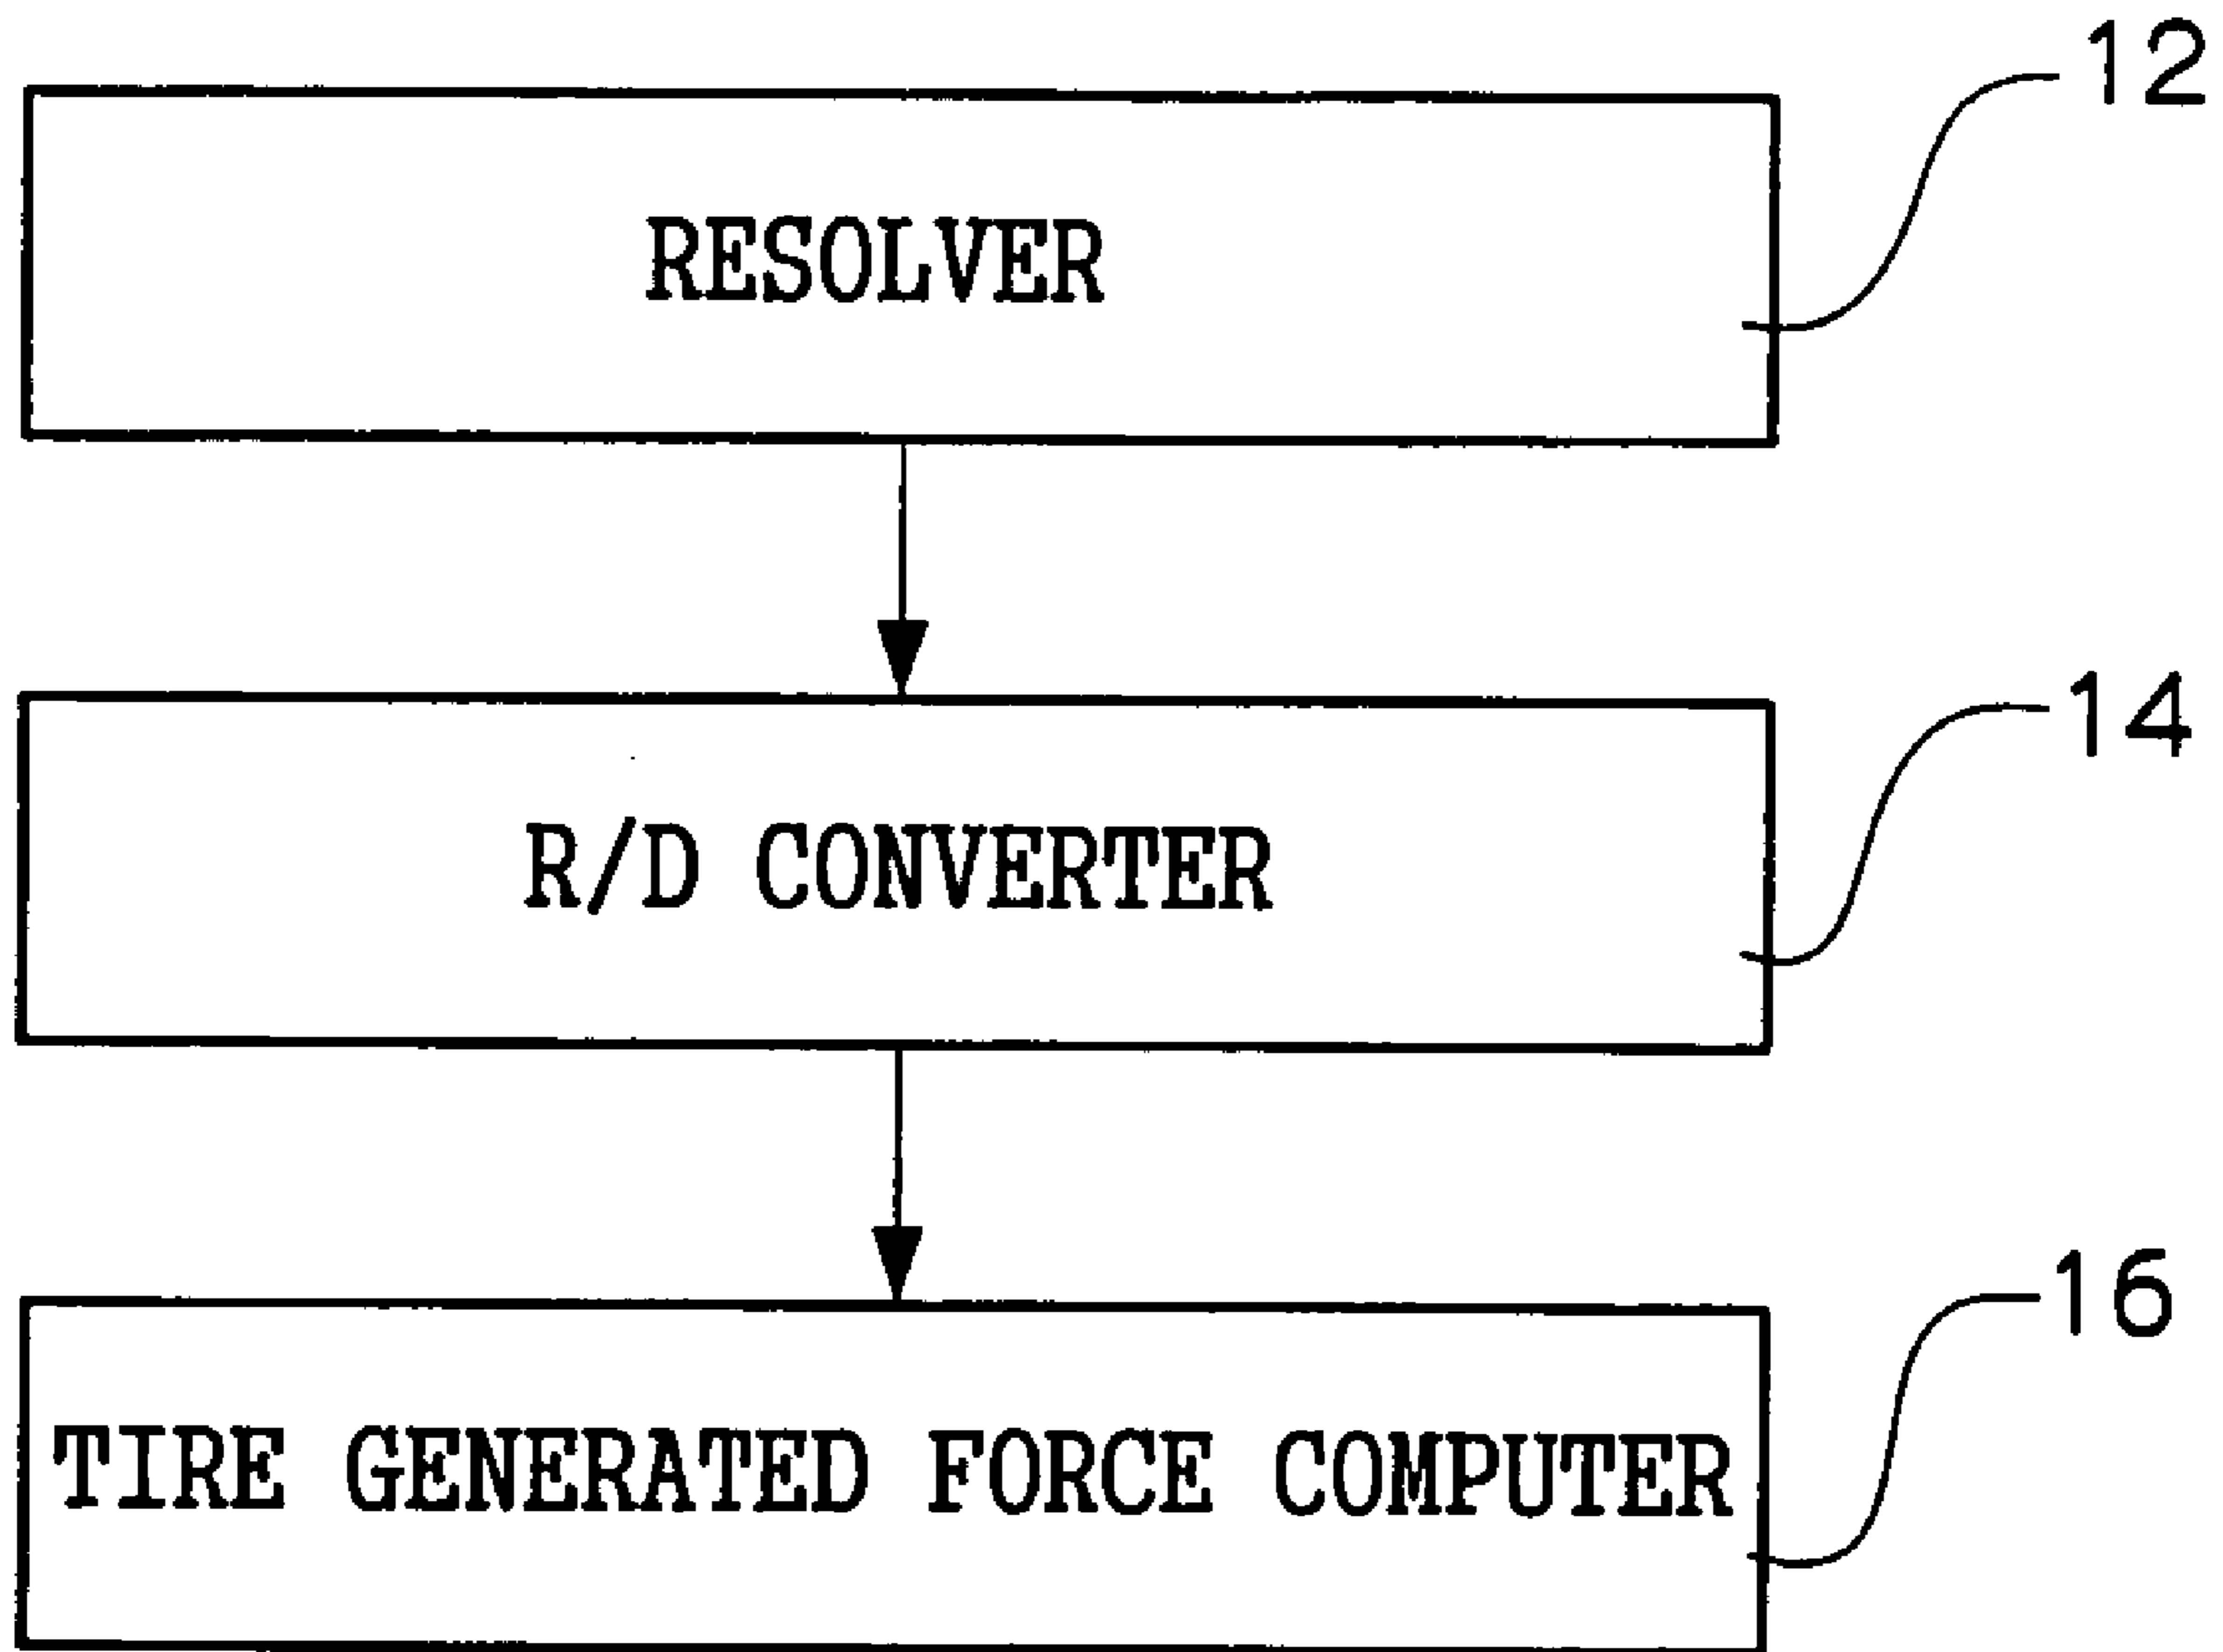 12
RESOLVER
14
R/D CONVERTER
16
TIRE GENERATED FORCE COMPUTER